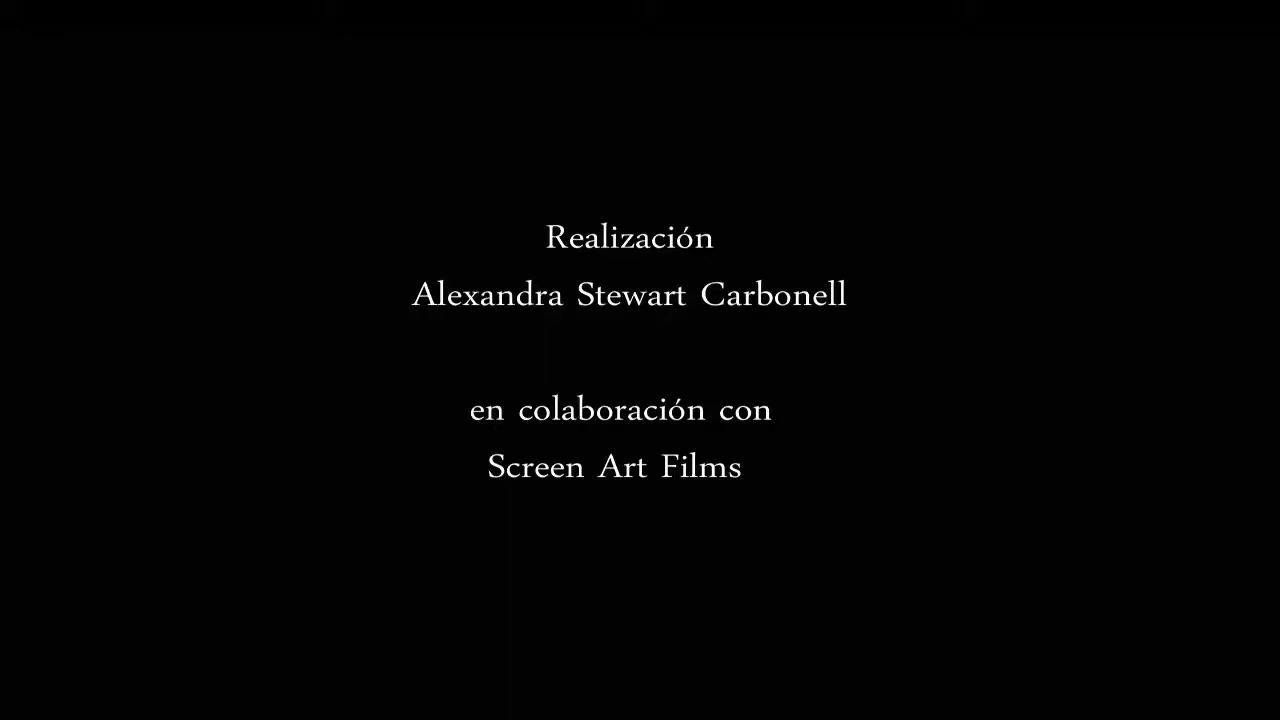 Realización
Alexandra Stewart Carbonell
en colaboración con
Screen Art Films